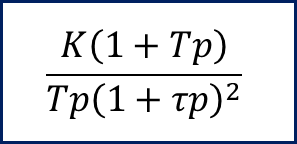 K(1 + Tp)
Tp(1 + τp)²